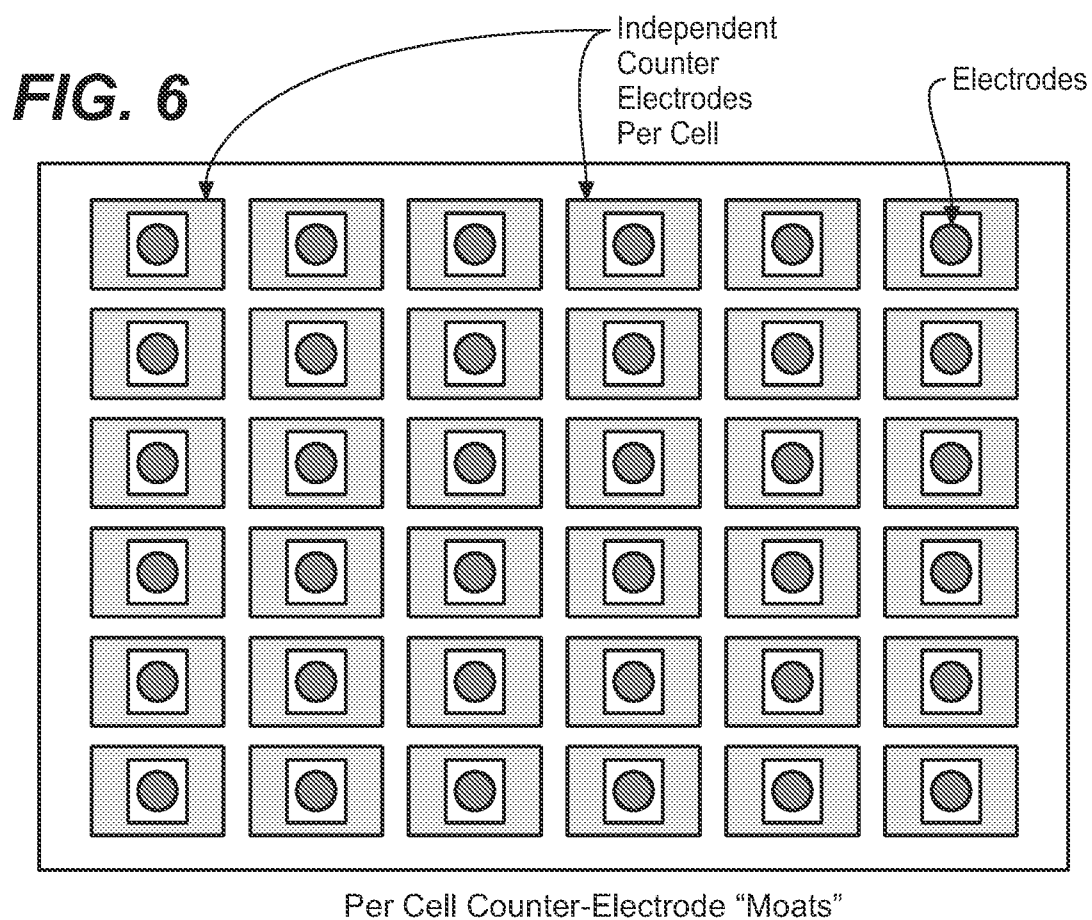 FIG. 6
Independent
Counter
Electrodes
Per Cell
Electrodes
Per Cell Counter-Electrode “Moats”